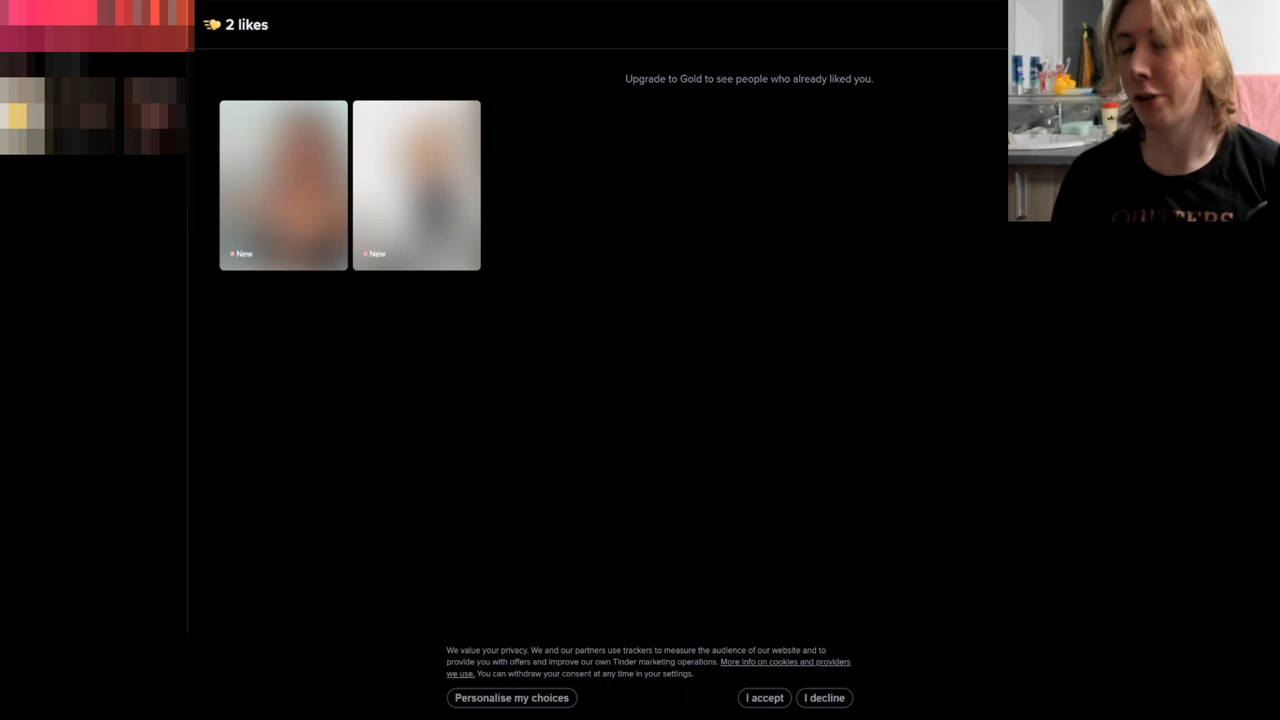 2 likes
Upgrade to Gold to see people who already liked you.
New
New
We value your privacy. We and our partners use trackers to measure the audience of our website and to
provide you with offers and improve our own Tinder marketing operations. More info on cookies and providers
we use. You can withdraw your consent at any time in your settings.
Personalise my choices
I accept
I decline